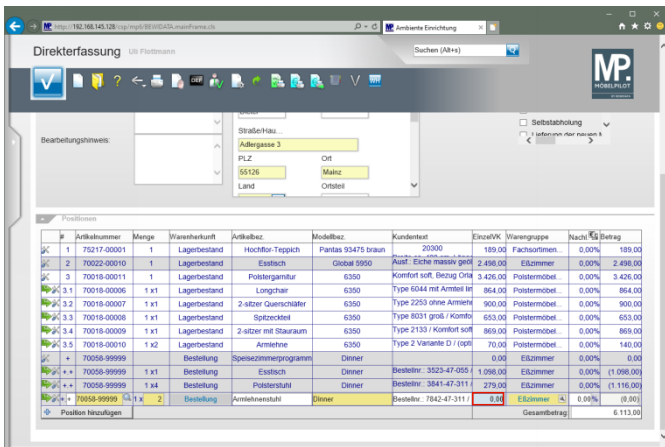 http://192.168.145.128/csp/mpli/BEWIDATA.mainFrame.cls
MP Ambiente Einrichtung
Direkterfassung Uli Flottmann
Suchen (Alt+s)
MP.
MÖBELPILOT
Selbstabholung
Bearbeitungshinweis:
Straße/Hau...
Adlergasse 3
PLZ Ort
55126 Mainz
Land Ortsteil
Positionen
# Artikelnummer Menge Warenherkunft Artikelbez. Modellbez. Kundentext EinzelVK Warengruppe Nachl. Betrag
1 75217-00001 1 Lagerbestand Hochflor-Teppich Pantas 93475 braun 20300 189,00 Fachsortimen... 0,00% 189,00
2 70022-00010 1 Lagerbestand Esstisch Global 5950 Ausf.: Eiche massiv geöl 2.498,00 Eßzimmer 0,00% 2.498,00
3 70018-00011 1 Lagerbestand Polstergarnitur 6350 Komfort soft, Bezug Orla 3.426,00 Polstermöbel... 0,00% 3.426,00
3.1 70018-00006 1 x1 Lagerbestand Longchair 6350 Type 6044 mit Armteil lin 864,00 Polstermöbel... 0,00% 864,00
3.2 70018-00007 1 x1 Lagerbestand 2-sitzer Querschläfer 6350 Type 2253 ohne Armlehn 900,00 Polstermöbel... 0,00% 900,00
3.3 70018-00008 1 x1 Lagerbestand Spitzeckteil 6350 Type 8031 groß / Komfo 653,00 Polstermöbel... 0,00% 653,00
3.4 70018-00009 1 x1 Lagerbestand 2-sitzer mit Stauraum 6350 Type 2133 / Komfort soft 869,00 Polstermöbel... 0,00% 869,00
3.5 70018-00010 1 x2 Lagerbestand Armlehne 6350 Type 2 Variante D / (opti 70,00 Polstermöbel... 0,00% 140,00
+ 70058-99999 Bestellung Speisezimmerprogramm Dinner 0,00 Eßzimmer 0,00% 0,00
+.+ 70058-99999 1 x1 Bestellung Esstisch Dinner Bestellnr.: 3523-47-055 / 1.098,00 Eßzimmer 0,00% (1.098,00)
+.+ 70058-99999 1 x4 Bestellung Polsterstuhl Dinner Bestellnr.: 3841-47-311 / 279,00 Eßzimmer 0,00% (1.116,00)
+.+ 70058-99999 1 x 2 Bestellung Armlehnenstuhl Dinner Bestellnr.: 7842-47-311 / 0,00 Eßzimmer 0,00% (0,00)
Position hinzufügen Gesamtbetrag: 6.113,00